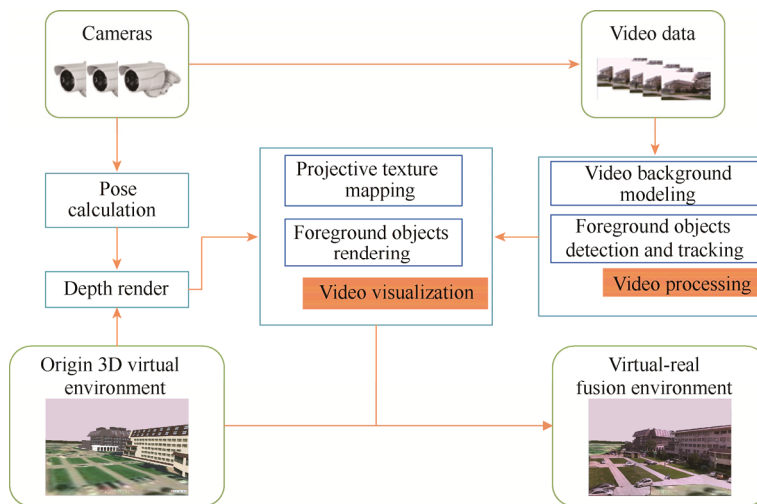 Cameras
Video data
Pose
calculation
Depth render
Projective texture
mapping
Foreground objects
rendering
Video visualization
Video background
modeling
Foreground objects
detection and tracking
Video processing
Origin 3D virtual
environment
Virtual-real
fusion environment